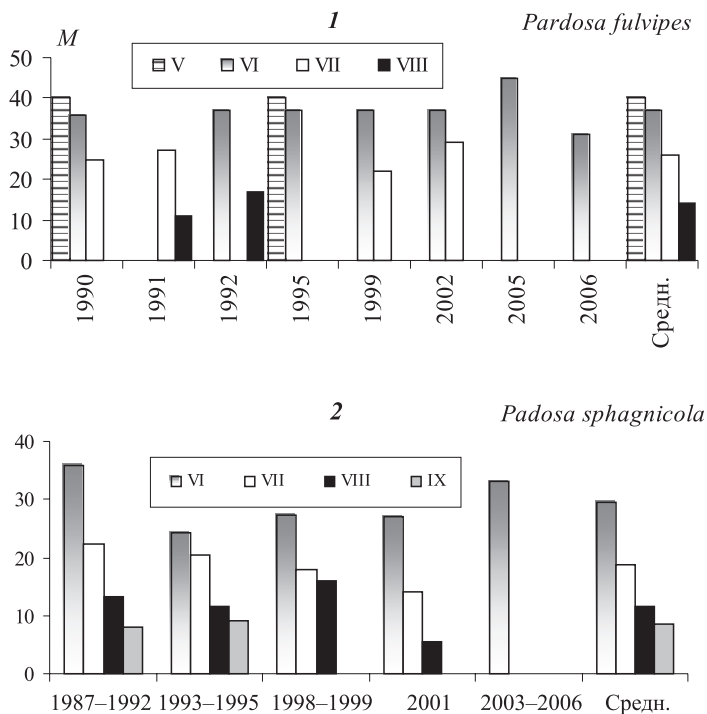 1 Pardosa fulvipes
M
V VI VII VIII
50
40
30
20
10
0
1990 1991 1992 1995 1999 2002 2005 2006 Средн.
2 Padosa sphagnicola
VI VII VIII IX
40
30
20
10
0
1987–1992 1993–1995 1998–1999 2001 2003–2006 Средн.